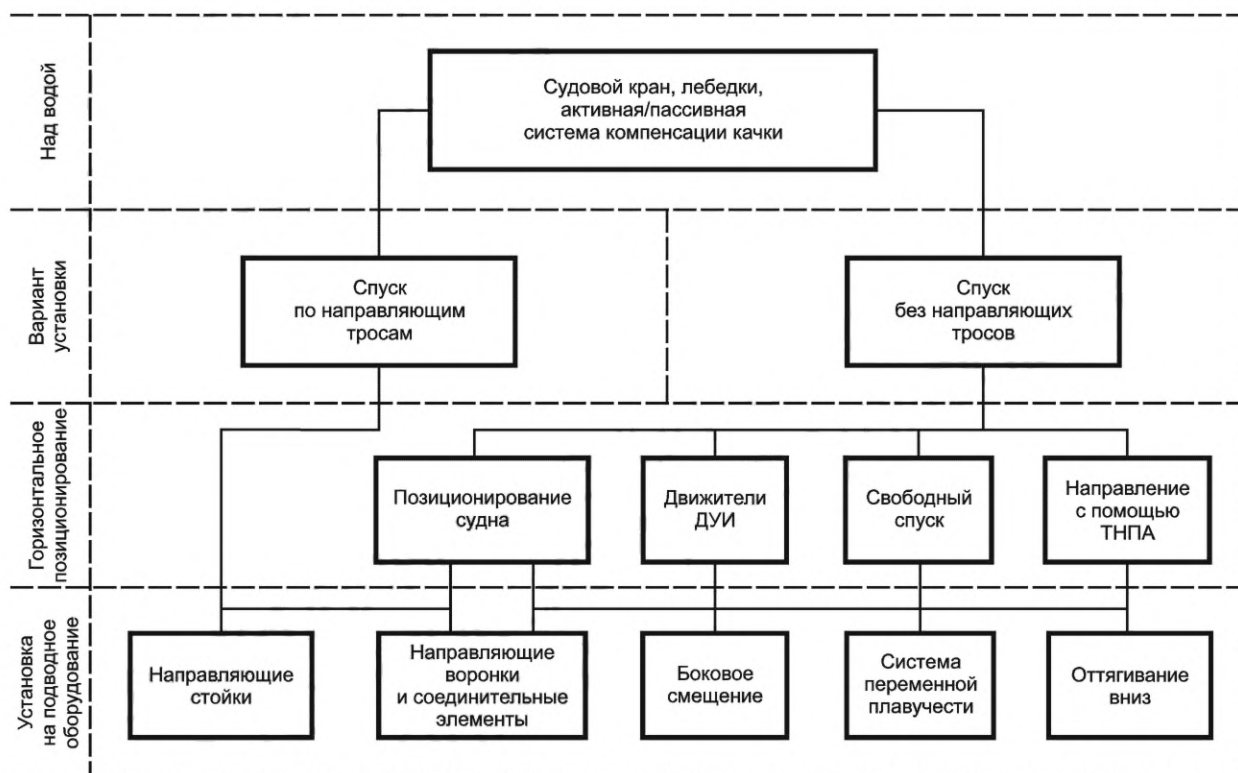 Над водой
Судовой кран, лебедки,
активная/пассивная
система компенсации качки
Вариант
установки
Спуск
по направляющим
тросам
Спуск
без направляющих
тросов
Горизонтальное
позиционирование
Позиционирование
судна
Движители
ДУИ
Свободный
спуск
Направление
с помощью
ТНПА
Установка
на подводное
оборудование
Направляющие
стойки
Направляющие
воронки
и соединительные
элементы
Боковое
смещение
Система
переменной
плавучести
Оттягивание
вниз